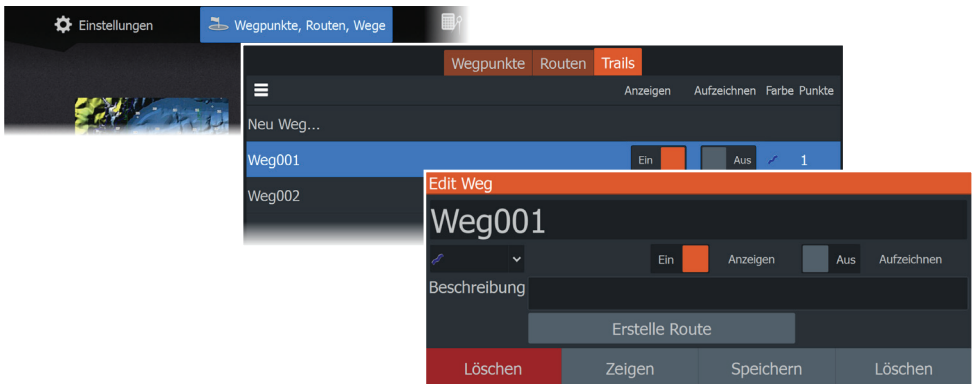 Einstellungen Wegpunkte, Routen, Wege
Wegpunkte Routen Trails
Anzeigen Aufzeichnen Farbe Punkte
Neu Weg...
Weg001 Ein Aus 1
Weg002
Edit Weg
Weg001
Ein Anzeigen Aus Aufzeichnen
Beschreibung
Erstelle Route
Löschen Zeigen Speichern Löschen